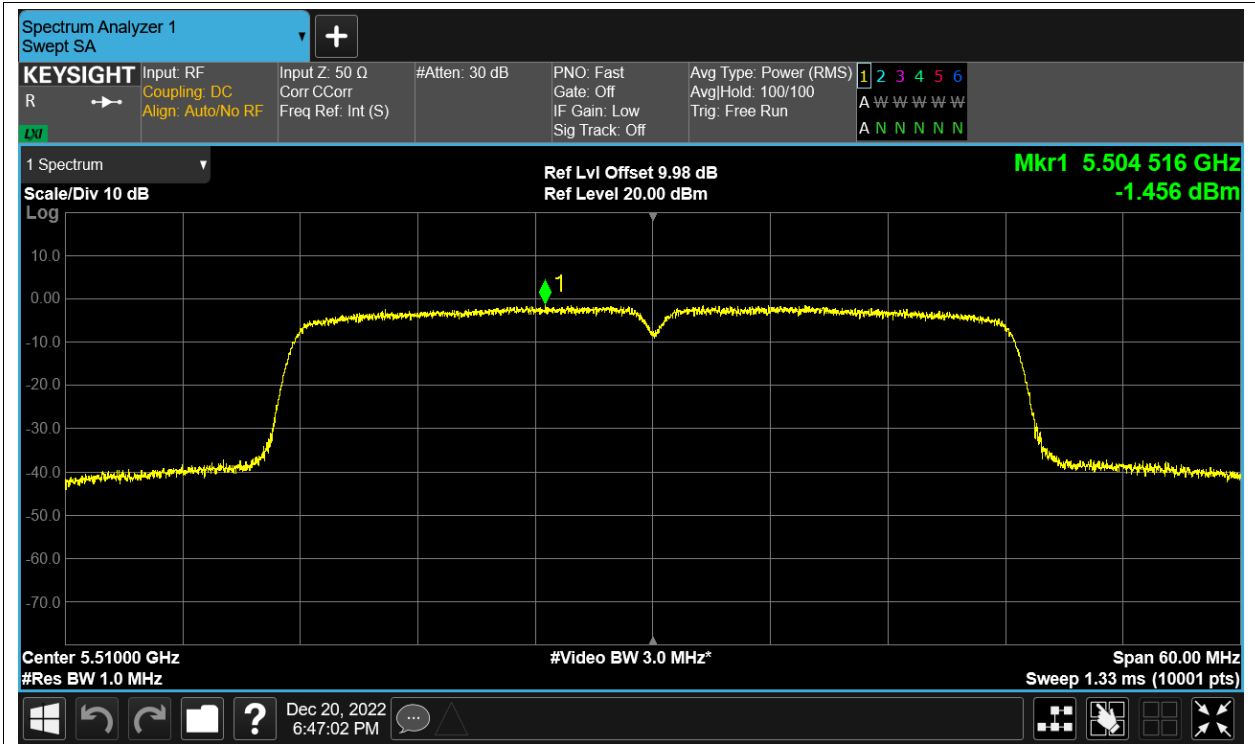 Spectrum Analyzer 1
Swept SA
+
KEYSIGHT
R
LXI
Input: RF
Coupling: DC
Align: Auto/No RF
Input Z: 50 Ω
Corr CCorr
Freq Ref: Int (S)
#Atten: 30 dB
PNO: Fast
Gate: Off
IF Gain: Low
Sig Track: Off
Avg Type: Power (RMS)
Avg|Hold: 100/100
Trig: Free Run
1 2 3 4 5 6
A W W W W W
A N N N N N
1 Spectrum
Scale/Div 10 dB
Ref Lvl Offset 9.98 dB
Ref Level 20.00 dBm
Mkr1 5.504 516 GHz
-1.456 dBm
Log
10.0
0.00
-10.0
-20.0
-30.0
-40.0
-50.0
-60.0
-70.0
1
Center 5.51000 GHz
#Res BW 1.0 MHz
#Video BW 3.0 MHz*
Span 60.00 MHz
Sweep 1.33 ms (10001 pts)
?
Dec 20, 2022
6:47:02 PM